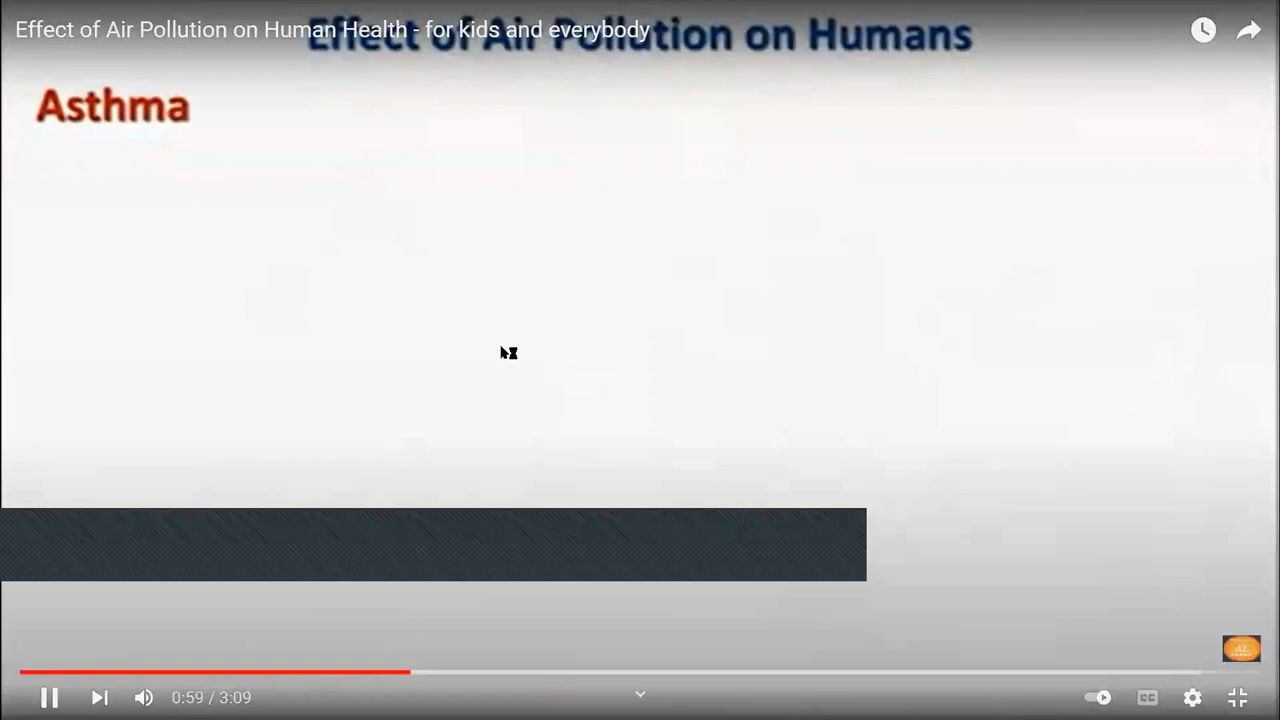 Effect of Air Pollution on Human Health - for kids and everybody
Effect of Air Pollution on Humans
Asthma
0:59 / 3:09
CC